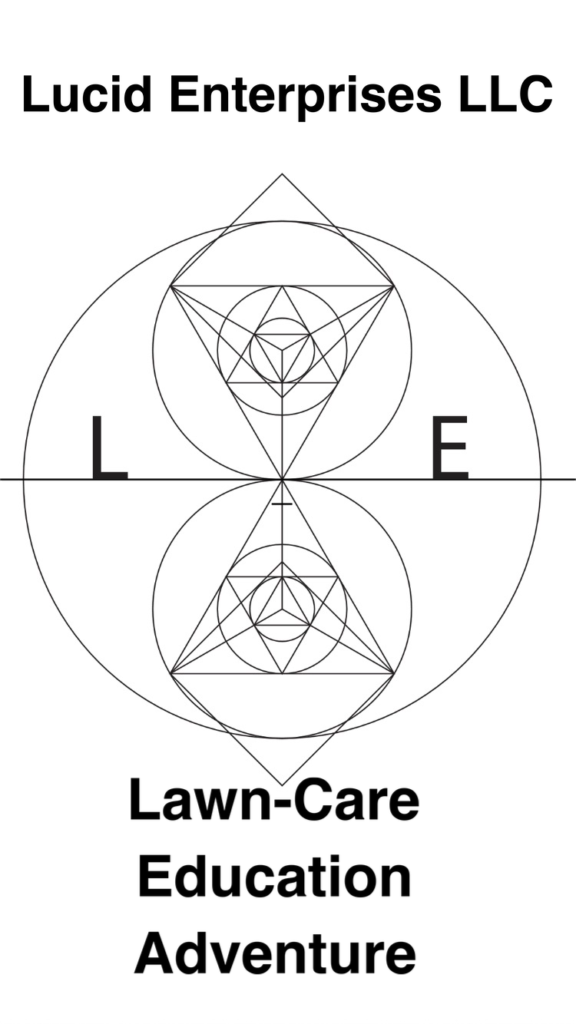 Lucid Enterprises LLC
L E
Lawn-Care
Education
Adventure